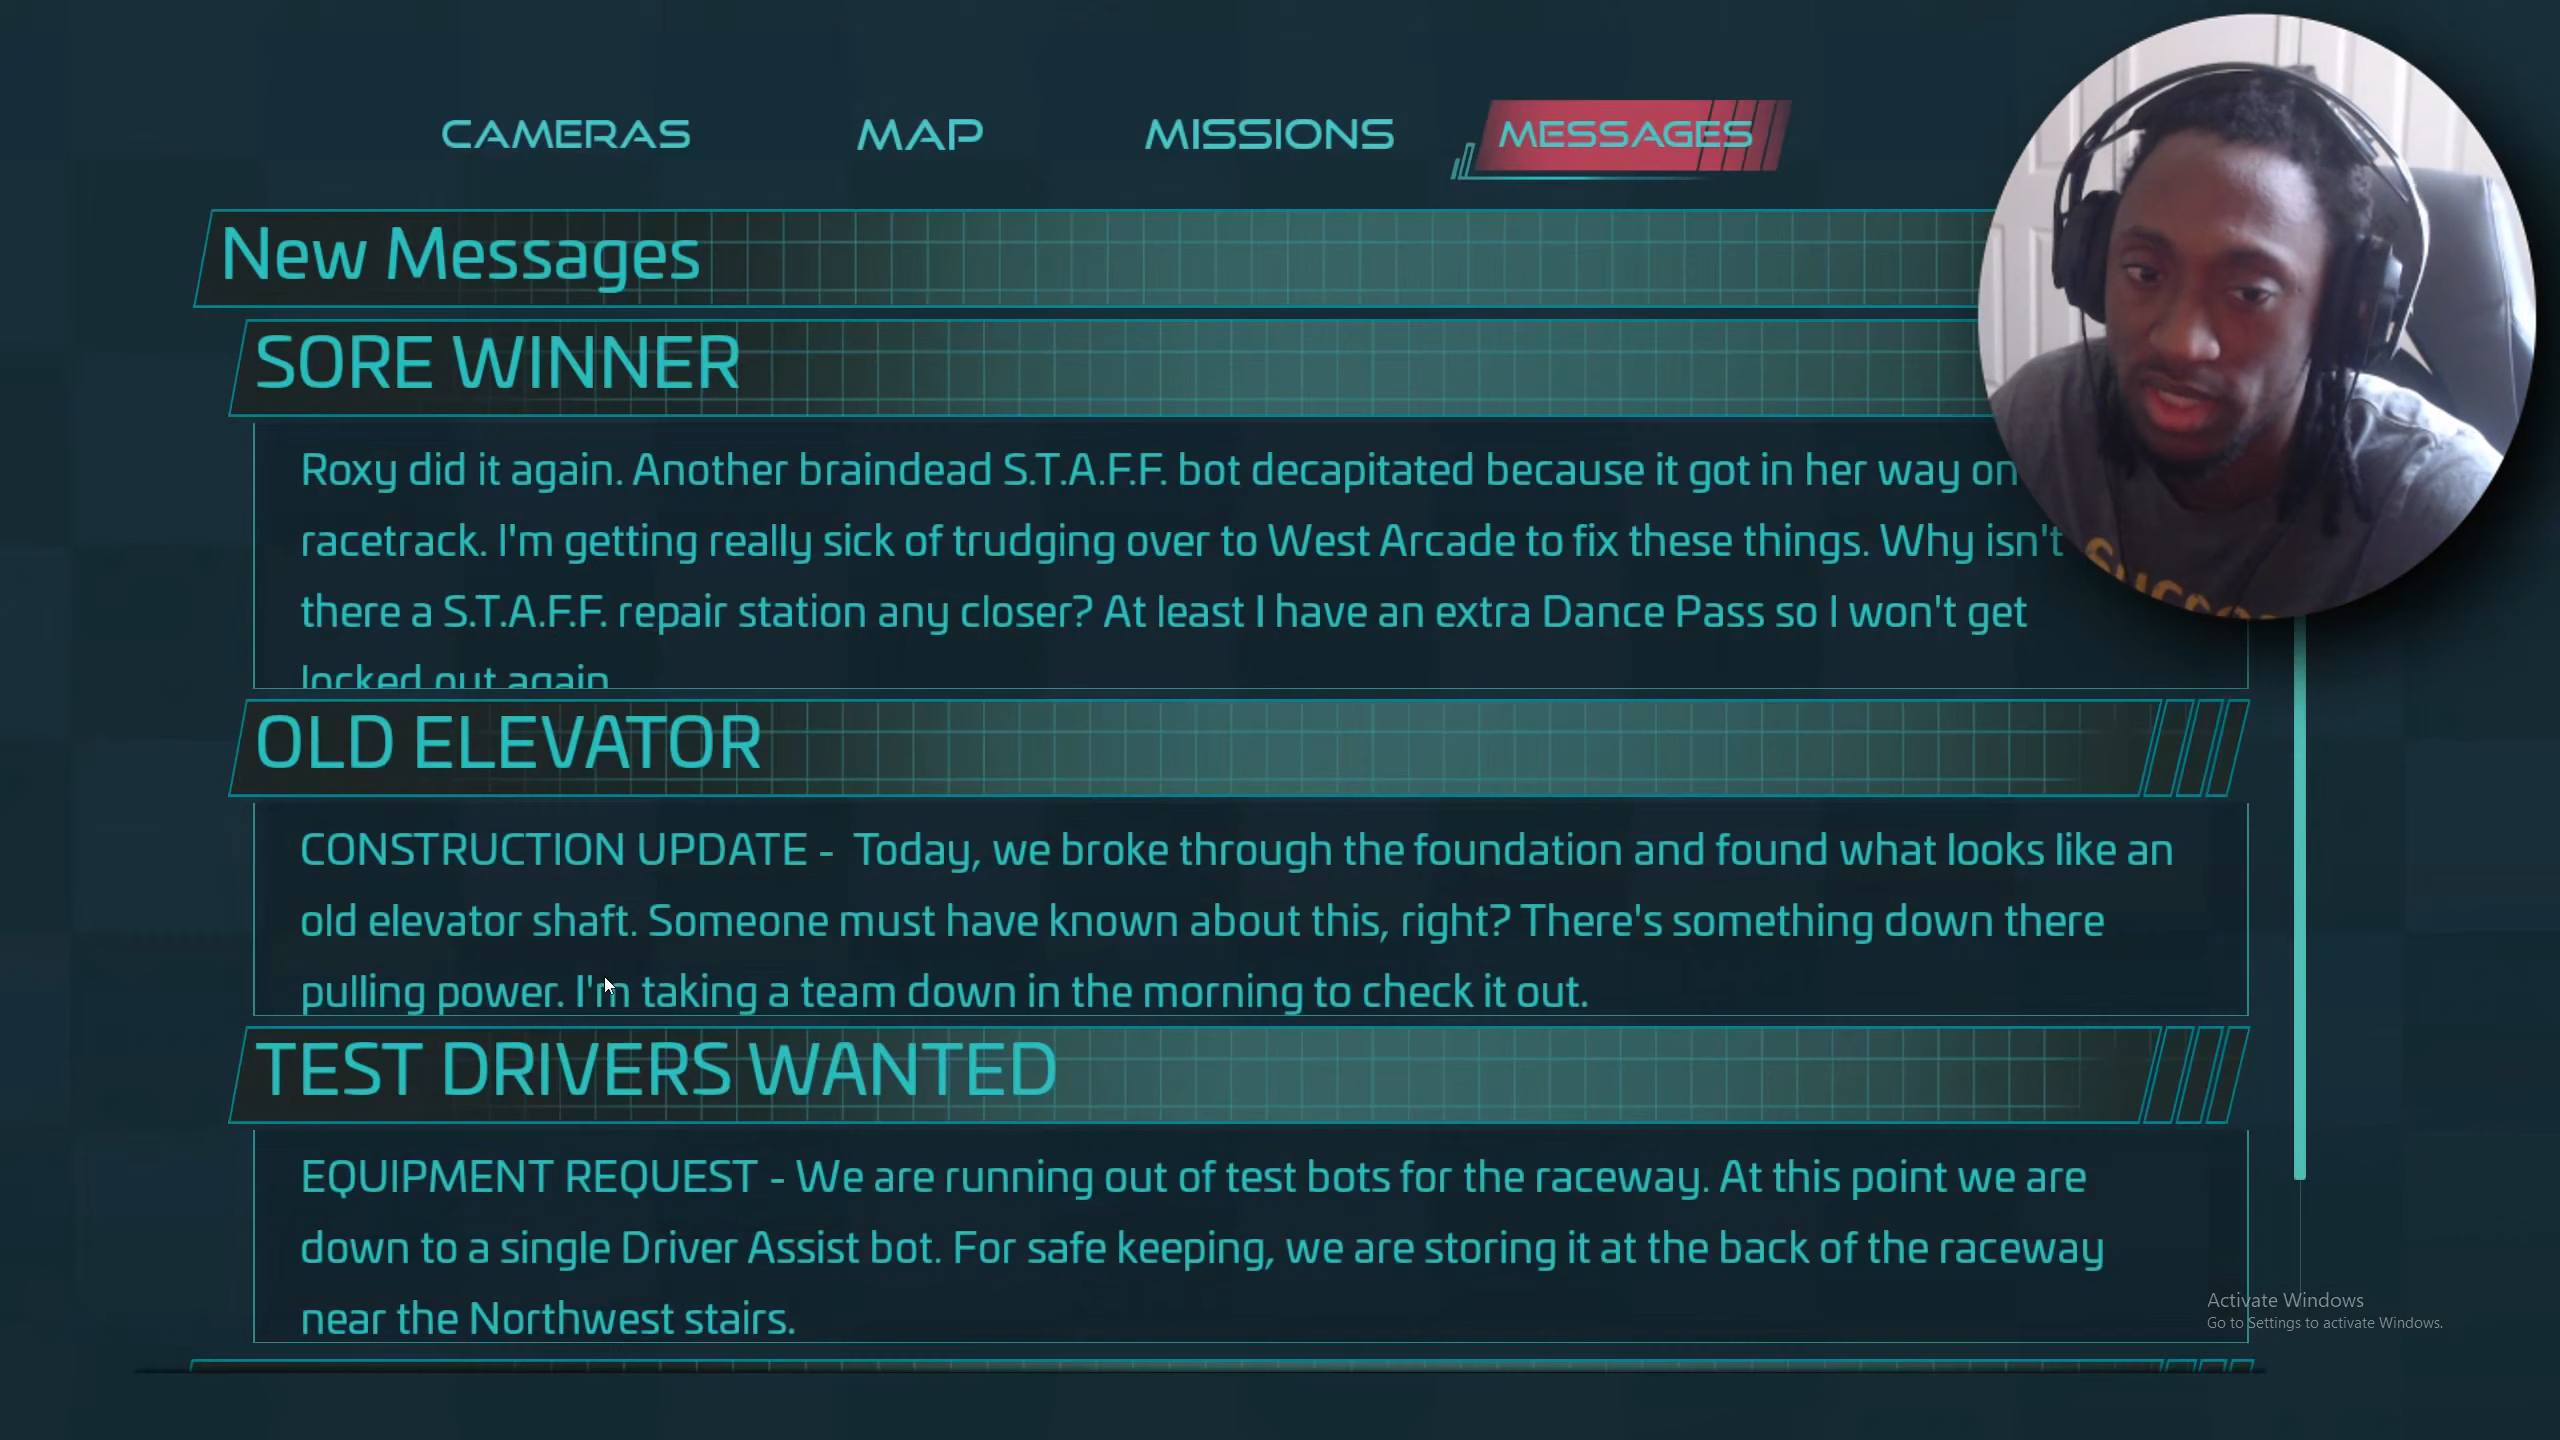 CAMERAS MAP MISSIONS MESSAGES
New Messages
SORE WINNER
Roxy did it again. Another braindead S.T.A.F.F. bot decapitated because it got in her way on
racetrack. I'm getting really sick of trudging over to West Arcade to fix these things. Why isn't
there a S.T.A.F.F. repair station any closer? At least I have an extra Dance Pass so I won't get
locked out again.
OLD ELEVATOR
CONSTRUCTION UPDATE - Today, we broke through the foundation and found what looks like an
old elevator shaft. Someone must have known about this, right? There's something down there
pulling power. I'm taking a team down in the morning to check it out.
TEST DRIVERS WANTED
EQUIPMENT REQUEST - We are running out of test bots for the raceway. At this point we are
down to a single Driver Assist bot. For safe keeping, we are storing it at the back of the raceway
near the Northwest stairs.
Activate Windows
Go to Settings to activate Windows.